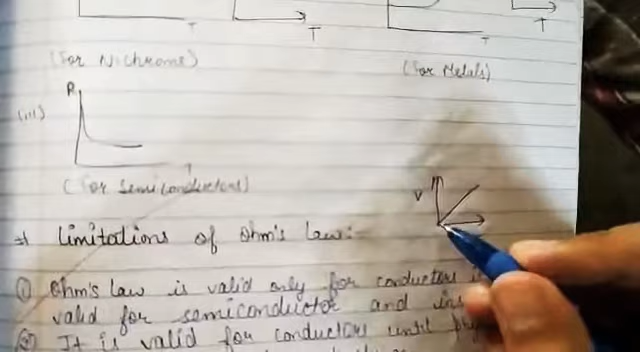 T T T T
(for Nichrome) (for Metals)
(iii) R T
(for Semiconductors)
V
⇒ Limitations of Ohm's law:-
① Ohm's law is valid only for conductors
valid for semiconductor and
② It is valid for conductors until